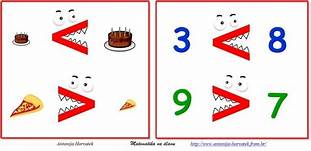 3 < 8
9 > 7
Antonija Horvatek Matematika na dlanu http://www.antonija-horvatek.from.hr/